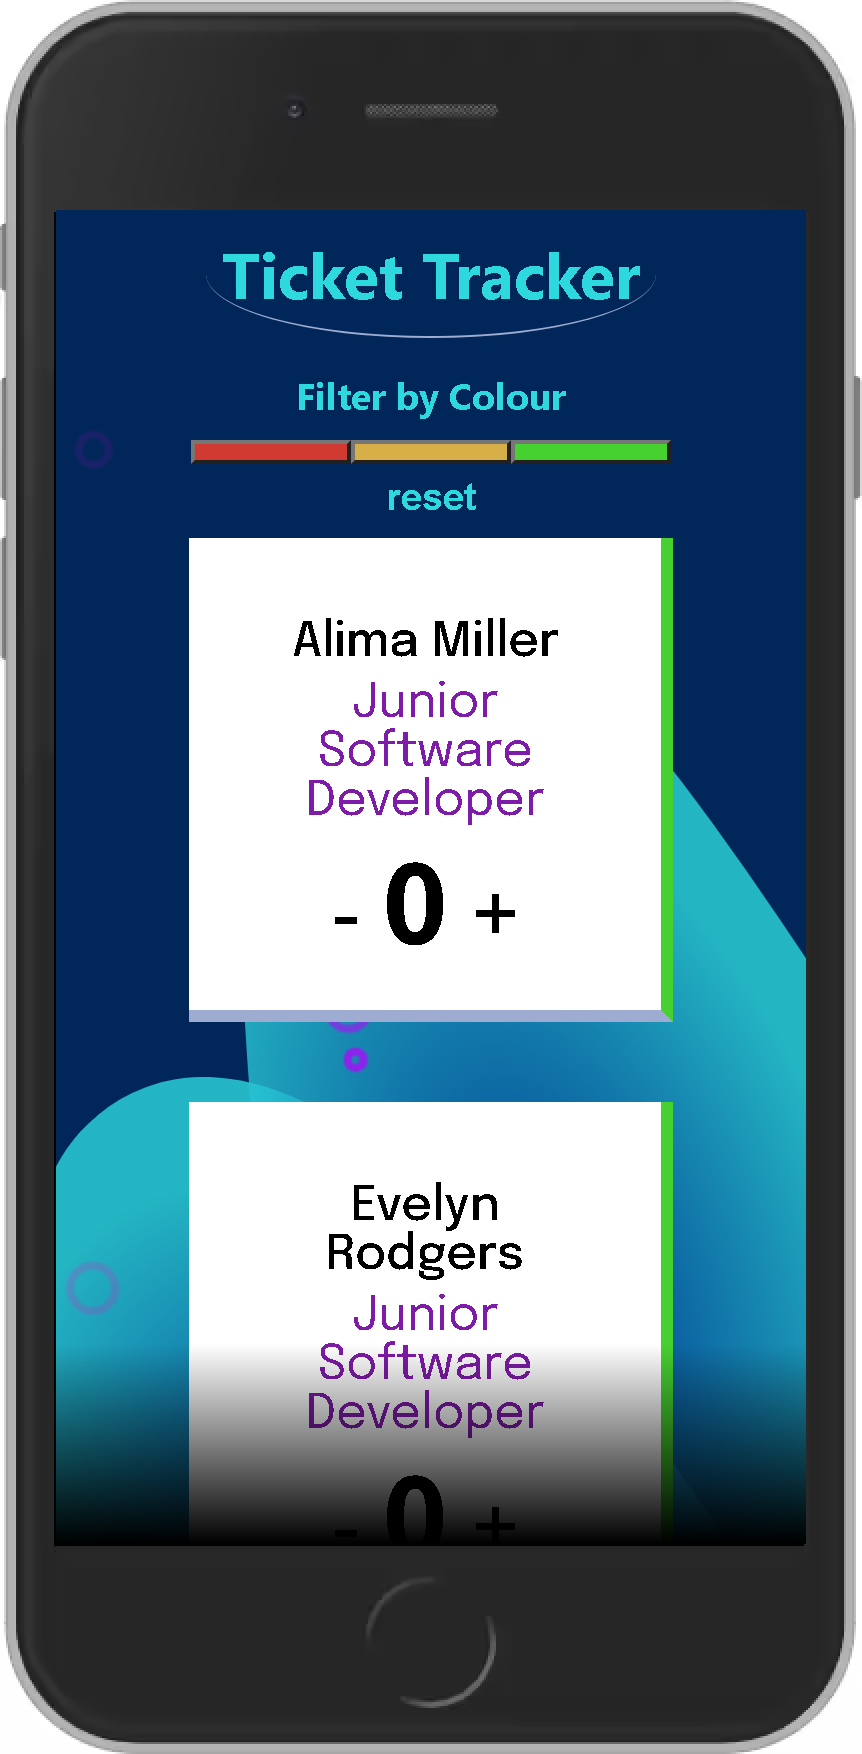 Ticket Tracker
Filter by Colour
reset
Alima Miller
Junior
Software
Developer
- 0 +
Evelyn
Rodgers
Junior
Software
Developer
- 0 +